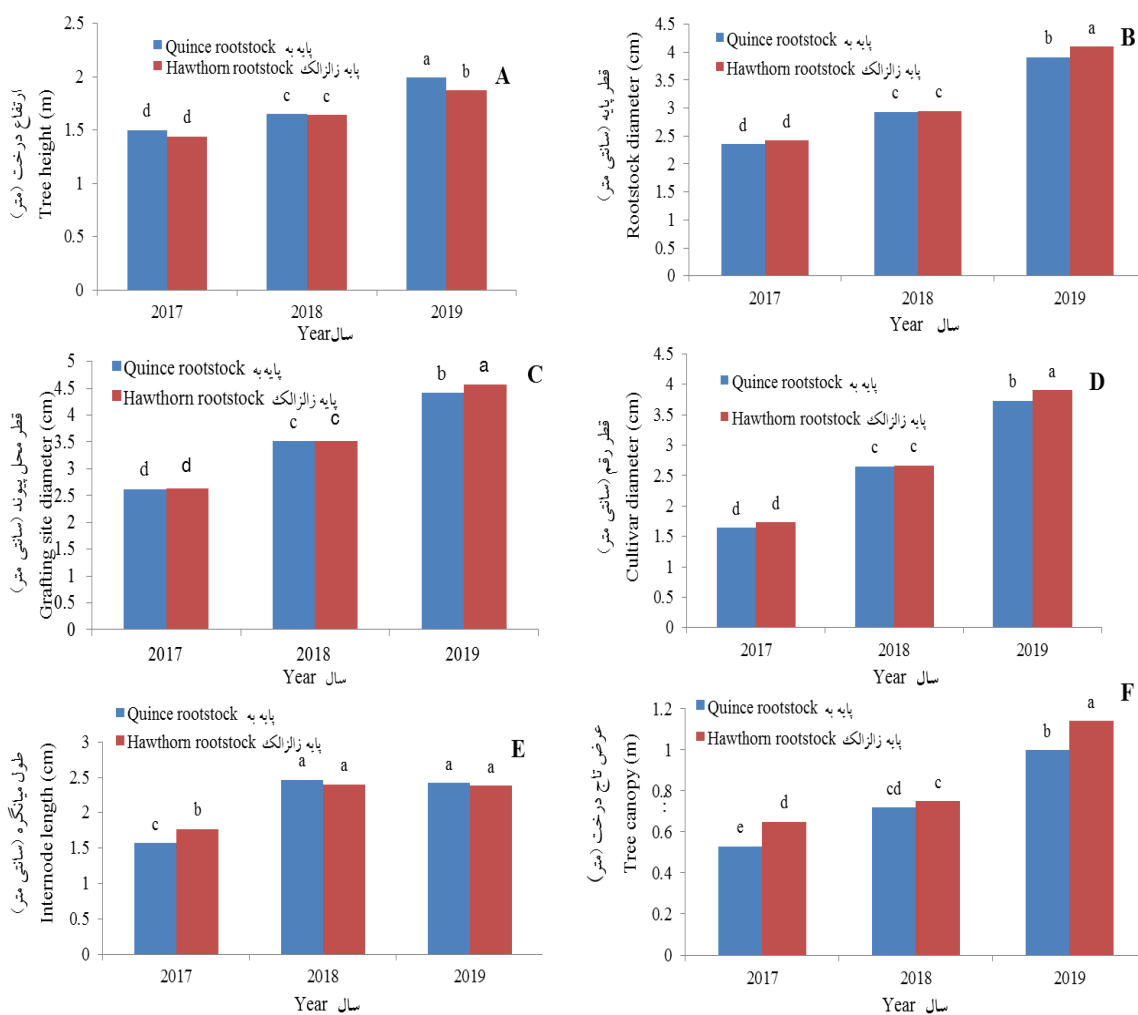 A
Quince rootstock پایه به
Hawthorn rootstock پایه زالزالک
ارتفاع درخت (متر)
Tree height (m)
2.5
2
1.5
1
0.5
0
d d c c a b
2017 2018 2019
Yearسال
B
Quince rootstock پایه به
Hawthorn rootstock پایه زالزالک
قطر پایه (سانتی متر)
Rootstock diameter (cm)
4.5
4
3.5
3
2.5
2
1.5
1
0.5
0
d d c c b a
2017 2018 2019
Year سال
C
Quince rootstock پایه به
Hawthorn rootstock پایه زالزالک
قطر محل پیوند (سانتی متر)
Grafting site diameter (cm)
5
4.5
4
3.5
3
2.5
2
1.5
1
0.5
0
d d c c b a
2017 2018 2019
Year سال
D
Quince rootstock پایه به
Hawthorn rootstock پایه زالزالک
قطر رقم (سانتی متر)
Cultivar diameter (cm)
4.5
4
3.5
3
2.5
2
1.5
1
0.5
0
d d c c b a
2017 2018 2019
Year سال
E
Quince rootstock پایه به
Hawthorn rootstock پایه زالزالک
طول میانگره (سانتی متر)
Internode length (cm)
3
2.5
2
1.5
1
0.5
0
c b a a a a
2017 2018 2019
Year سال
F
Quince rootstock پایه به
Hawthorn rootstock پایه زالزالک
عرض تاج درخت (متر)
Tree canopy (m)
1.2
1
0.8
0.6
0.4
0.2
0
e d cd c b a
2017 2018 2019
Year سال